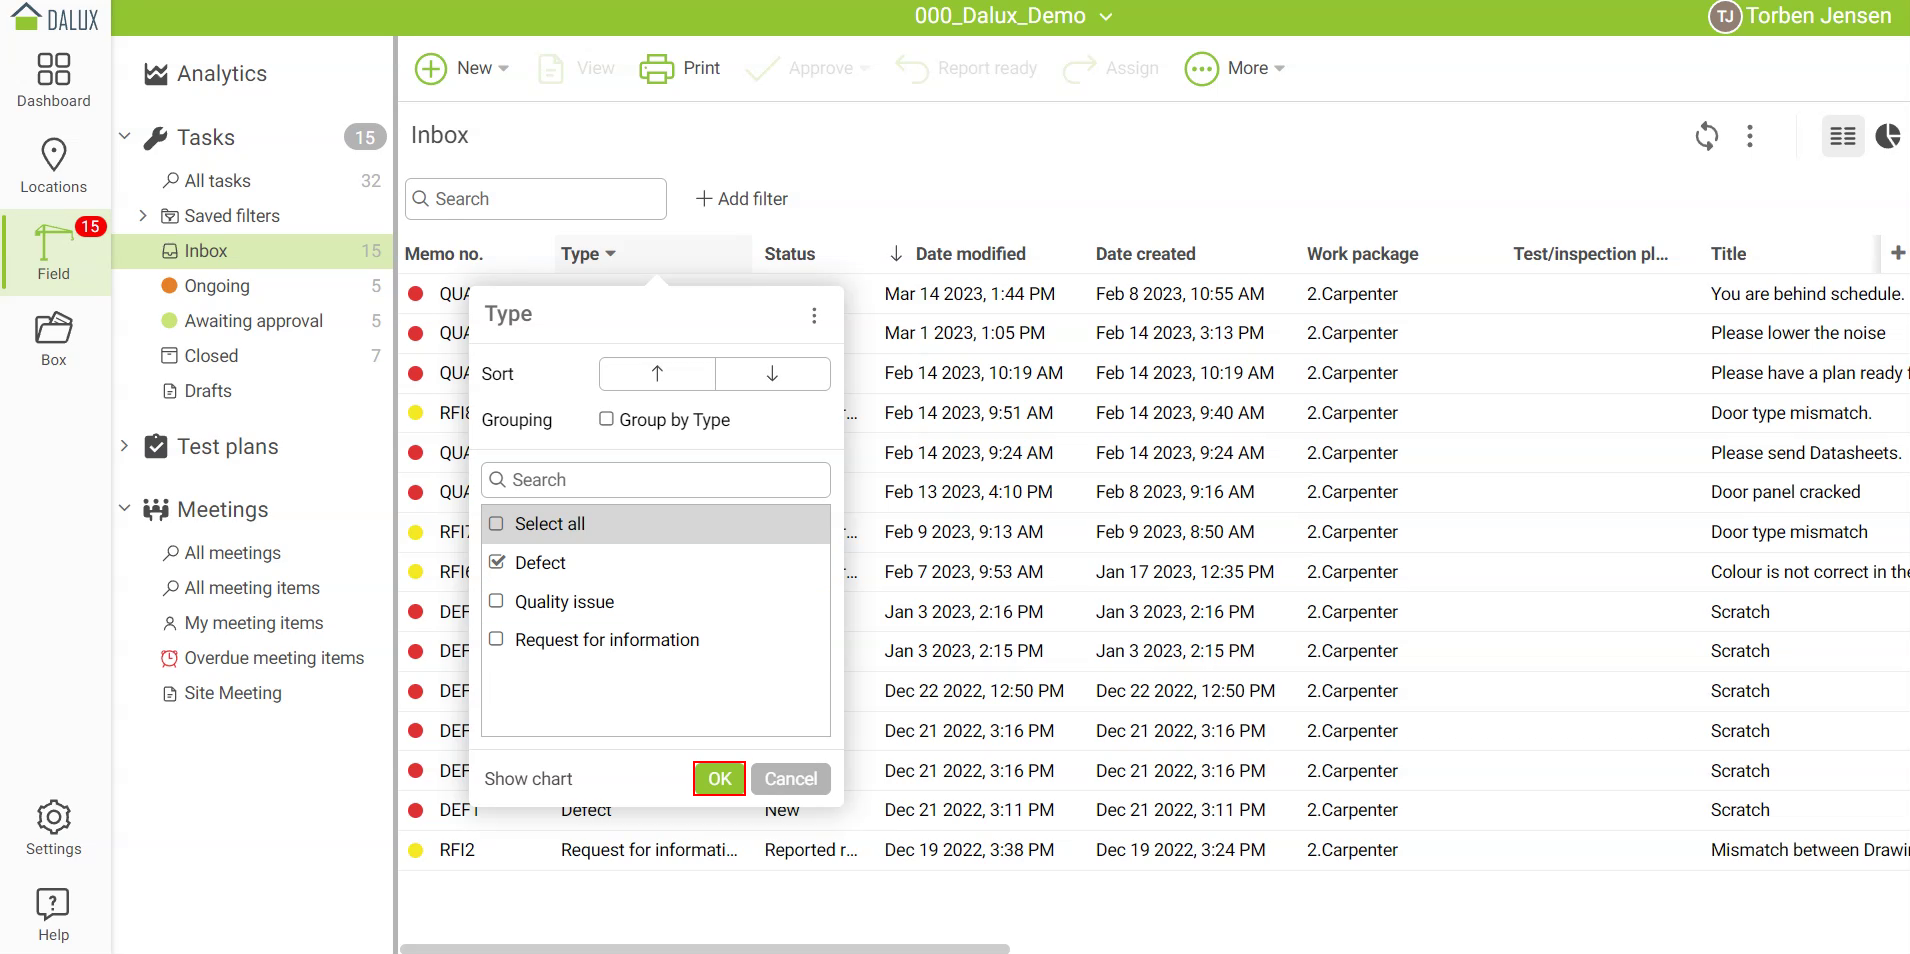 DALUX
000_Dalux_Demo
TJ Torben Jensen
Dashboard
Locations
15
Field
Box
Settings
Help
Analytics
Tasks 15
All tasks 32
Saved filters
Inbox 15
Ongoing 5
Awaiting approval 5
Closed 7
Drafts
Test plans
Meetings
All meetings
All meeting items
My meeting items
Overdue meeting items
Site Meeting
New View Print Approve Report ready Assign More
Inbox
Search Add filter
Memo no. Type Status Date modified Date created Work package Test/inspection pl... Title
QUA Mar 14 2023, 1:44 PM Feb 8 2023, 10:55 AM 2.Carpenter You are behind schedule.
QUA Mar 1 2023, 1:05 PM Feb 14 2023, 3:13 PM 2.Carpenter Please lower the noise
QUA Feb 14 2023, 10:19 AM Feb 14 2023, 10:19 AM 2.Carpenter Please have a plan ready f
RFI8 r... Feb 14 2023, 9:51 AM Feb 14 2023, 9:40 AM 2.Carpenter Door type mismatch.
QUA Feb 14 2023, 9:24 AM Feb 14 2023, 9:24 AM 2.Carpenter Please send Datasheets.
QUA Feb 13 2023, 4:10 PM Feb 8 2023, 9:16 AM 2.Carpenter Door panel cracked
RFI7 r... Feb 9 2023, 9:13 AM Feb 9 2023, 8:50 AM 2.Carpenter Door type mismatch
RFI6 r... Feb 7 2023, 9:53 AM Jan 17 2023, 12:35 PM 2.Carpenter Colour is not correct in the
DEF Jan 3 2023, 2:16 PM Jan 3 2023, 2:16 PM 2.Carpenter Scratch
DEF Jan 3 2023, 2:15 PM Jan 3 2023, 2:15 PM 2.Carpenter Scratch
DEF Dec 22 2022, 12:50 PM Dec 22 2022, 12:50 PM 2.Carpenter Scratch
DEF Dec 21 2022, 3:16 PM Dec 21 2022, 3:16 PM 2.Carpenter Scratch
DEF Dec 21 2022, 3:16 PM Dec 21 2022, 3:16 PM 2.Carpenter Scratch
DEF1 Defect New Dec 21 2022, 3:11 PM Dec 21 2022, 3:11 PM 2.Carpenter Scratch
RFI2 Request for informati... Reported r... Dec 19 2022, 3:38 PM Dec 19 2022, 3:24 PM 2.Carpenter Mismatch between Drawi
Type
Sort
Grouping Group by Type
Search
Select all
Defect
Quality issue
Request for information
Show chart OK Cancel